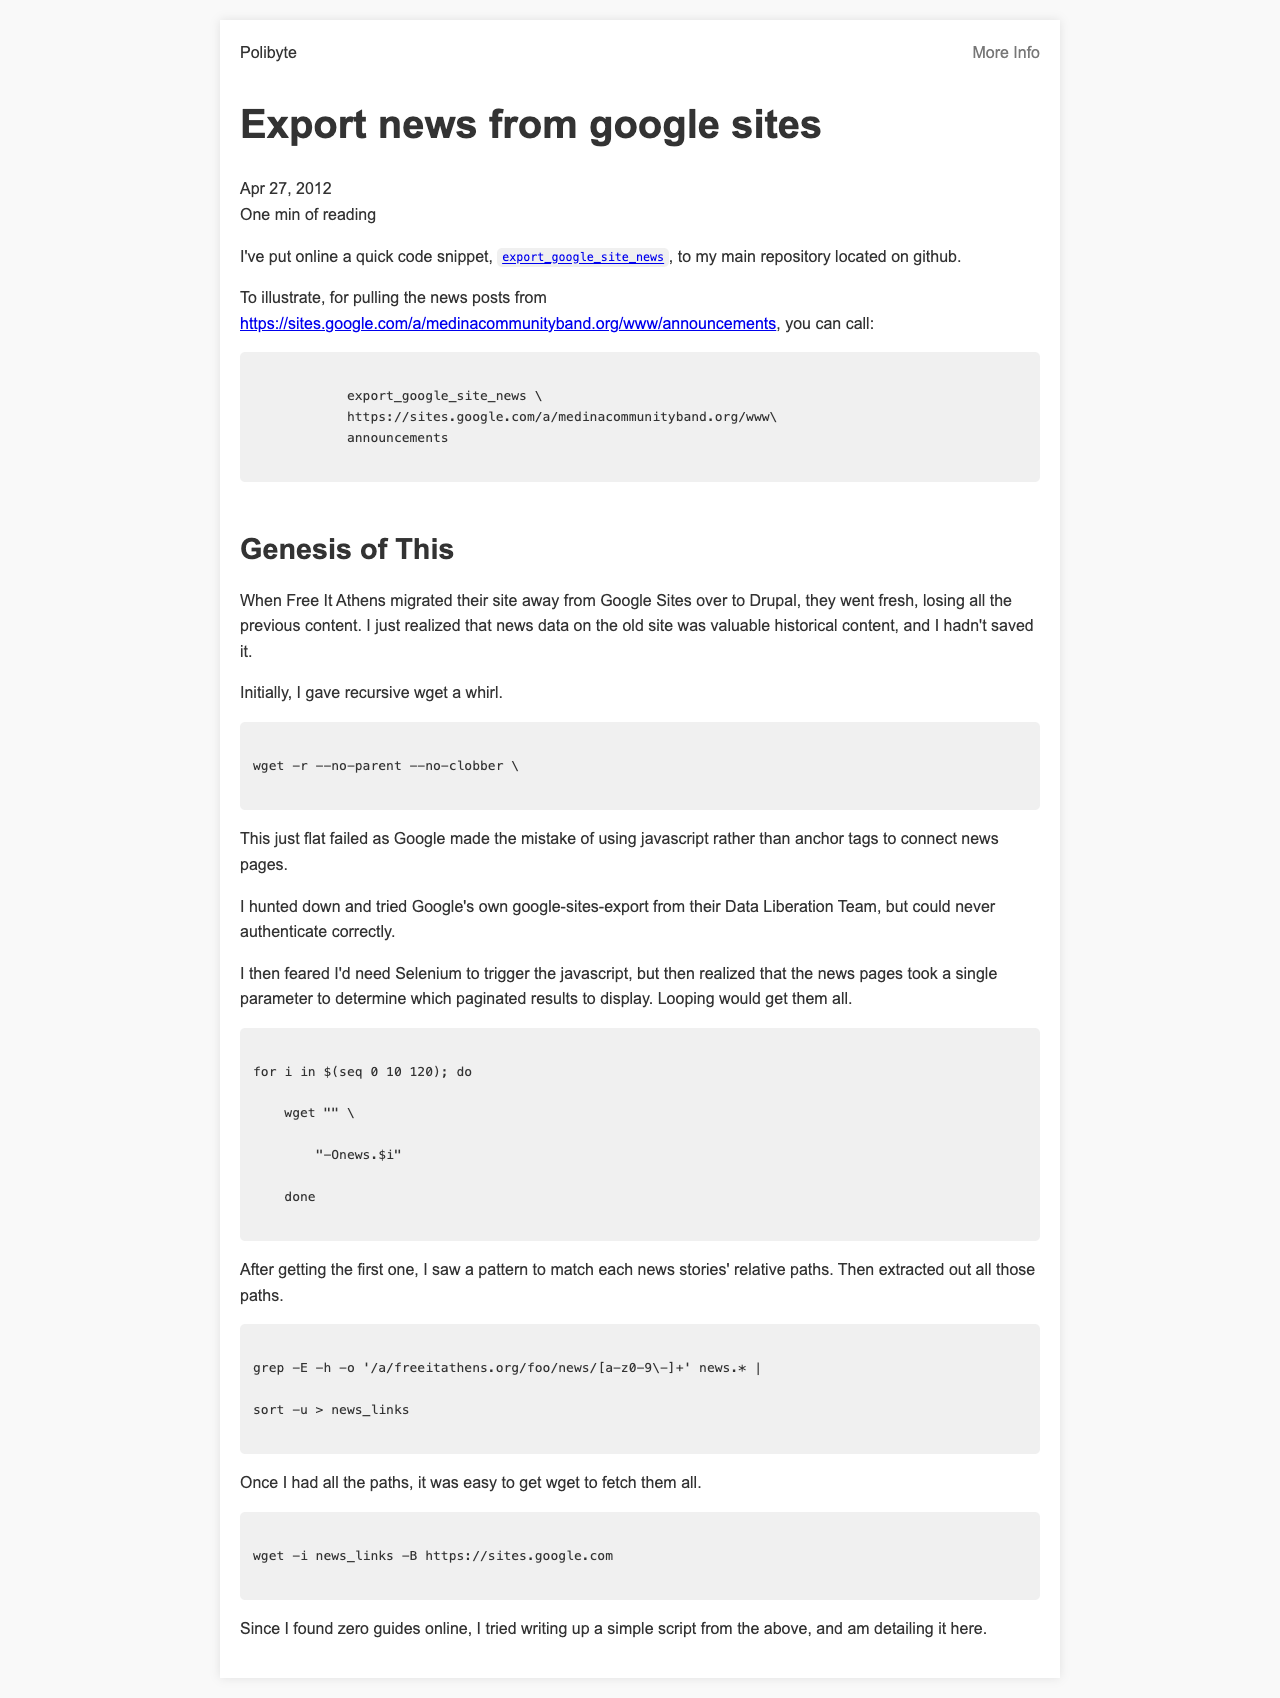 Polibyte
More Info
Export news from google sites
Apr 27, 2012
One min of reading
I've put online a quick code snippet, export_google_site_news, to my main repository located on github.
To illustrate, for pulling the news posts from
https://sites.google.com/a/medinacommunityband.org/www/announcements, you can call:
export_google_site_news \
https://sites.google.com/a/medinacommunityband.org/www\
announcements
Genesis of This
When Free It Athens migrated their site away from Google Sites over to Drupal, they went fresh, losing all the
previous content. I just realized that news data on the old site was valuable historical content, and I hadn't saved
it.
Initially, I gave recursive wget a whirl.
wget -r --no-parent --no-clobber \
This just flat failed as Google made the mistake of using javascript rather than anchor tags to connect news
pages.
I hunted down and tried Google's own google-sites-export from their Data Liberation Team, but could never
authenticate correctly.
I then feared I'd need Selenium to trigger the javascript, but then realized that the news pages took a single
parameter to determine which paginated results to display. Looping would get them all.
for i in $(seq 0 10 120); do
    wget "" \
        "-Onews.$i"
    done
After getting the first one, I saw a pattern to match each news stories' relative paths. Then extracted out all those
paths.
grep -E -h -o '/a/freeitathens.org/foo/news/[a-z0-9\-]+' news.* |
sort -u > news_links
Once I had all the paths, it was easy to get wget to fetch them all.
wget -i news_links -B https://sites.google.com
Since I found zero guides online, I tried writing up a simple script from the above, and am detailing it here.